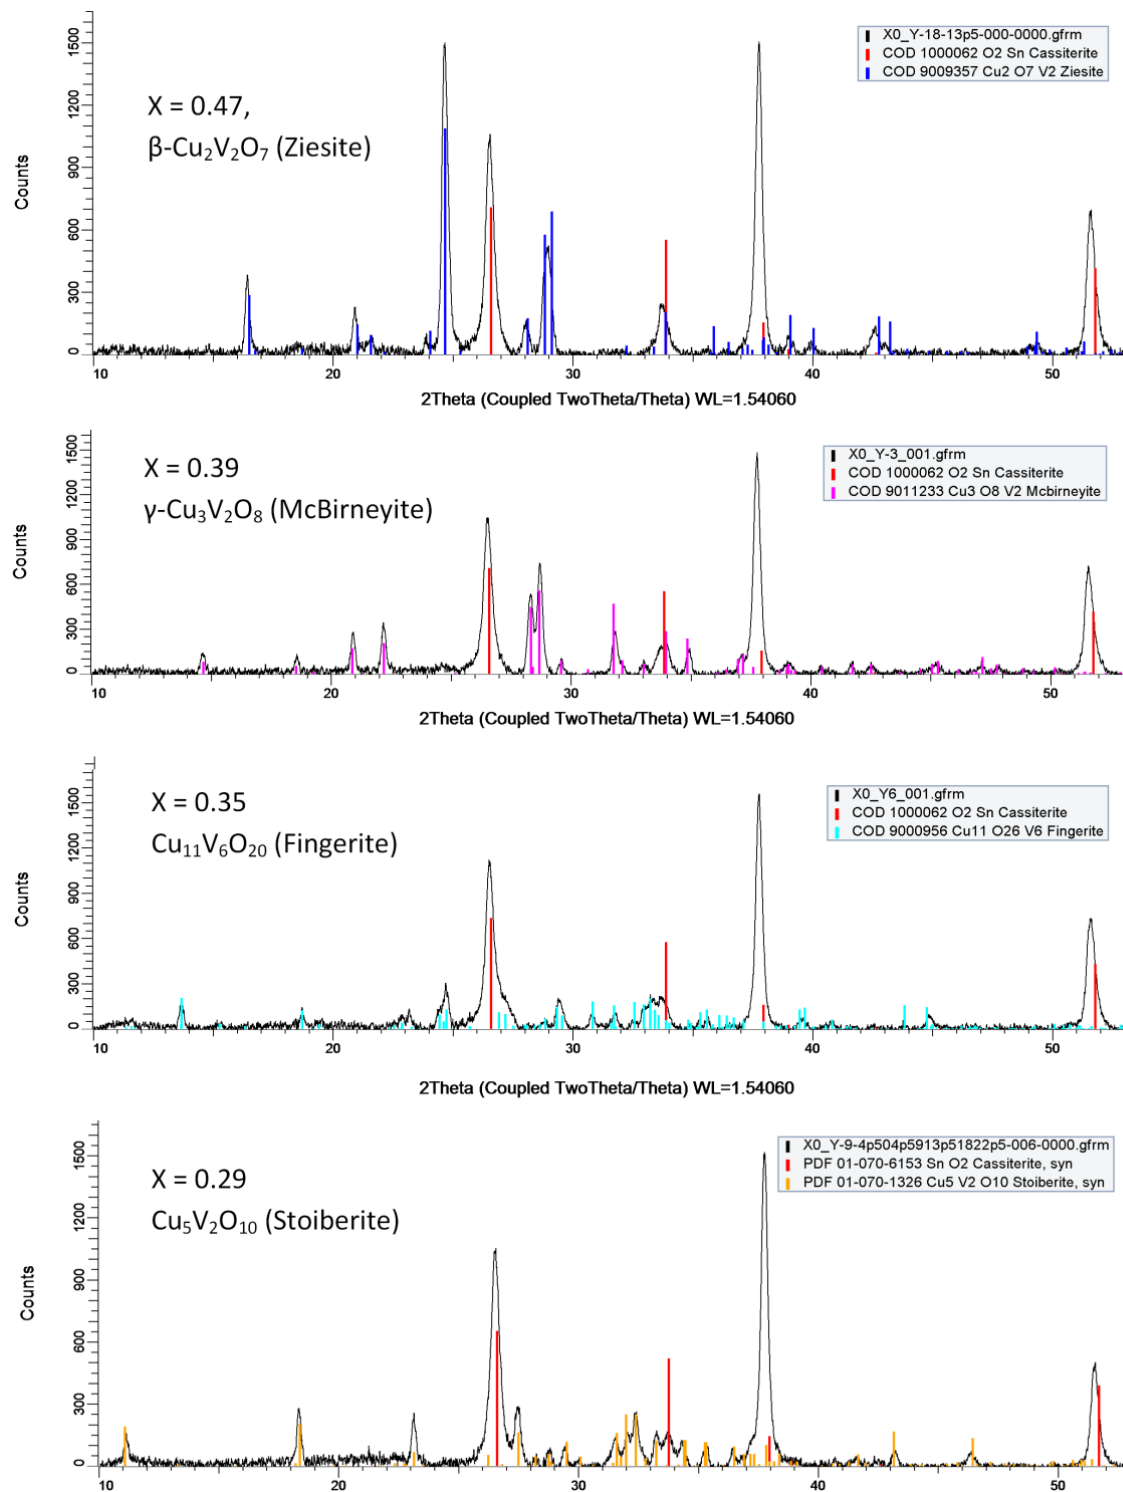 X0_Y-18-13p5-000-0000.gfrm
COD 1000062 O2 Sn Cassiterite
COD 9009357 Cu2 O7 V2 Ziesite
X = 0.47,
β-Cu₂V₂O₇ (Ziesite)
Counts
1500
1200
900
600
300
0
10 20 30 40 50
2Theta (Coupled TwoTheta/Theta) WL=1.54060
X0_Y-3_001.gfrm
COD 1000062 O2 Sn Cassiterite
COD 9011233 Cu3 O8 V2 Mcbirneyite
X = 0.39
γ-Cu₃V₂O₈ (McBirneyite)
Counts
1500
1200
900
600
300
0
10 20 30 40 50
2Theta (Coupled TwoTheta/Theta) WL=1.54060
X0_Y6_001.gfrm
COD 1000062 O2 Sn Cassiterite
COD 9000956 Cu11 O26 V6 Fingerite
X = 0.35
Cu₁₁V₆O₂₀ (Fingerite)
Counts
1500
1200
900
600
300
0
10 20 30 40 50
2Theta (Coupled TwoTheta/Theta) WL=1.54060
X0_Y-9-4p504p5913p51822p5-006-0000.gfrm
PDF 01-070-6153 Sn O2 Cassiterite, syn
PDF 01-070-1326 Cu5 V2 O10 Stoiberite, syn
X = 0.29
Cu₅V₂O₁₀ (Stoiberite)
Counts
1500
1200
900
600
300
0
10 20 30 40 50